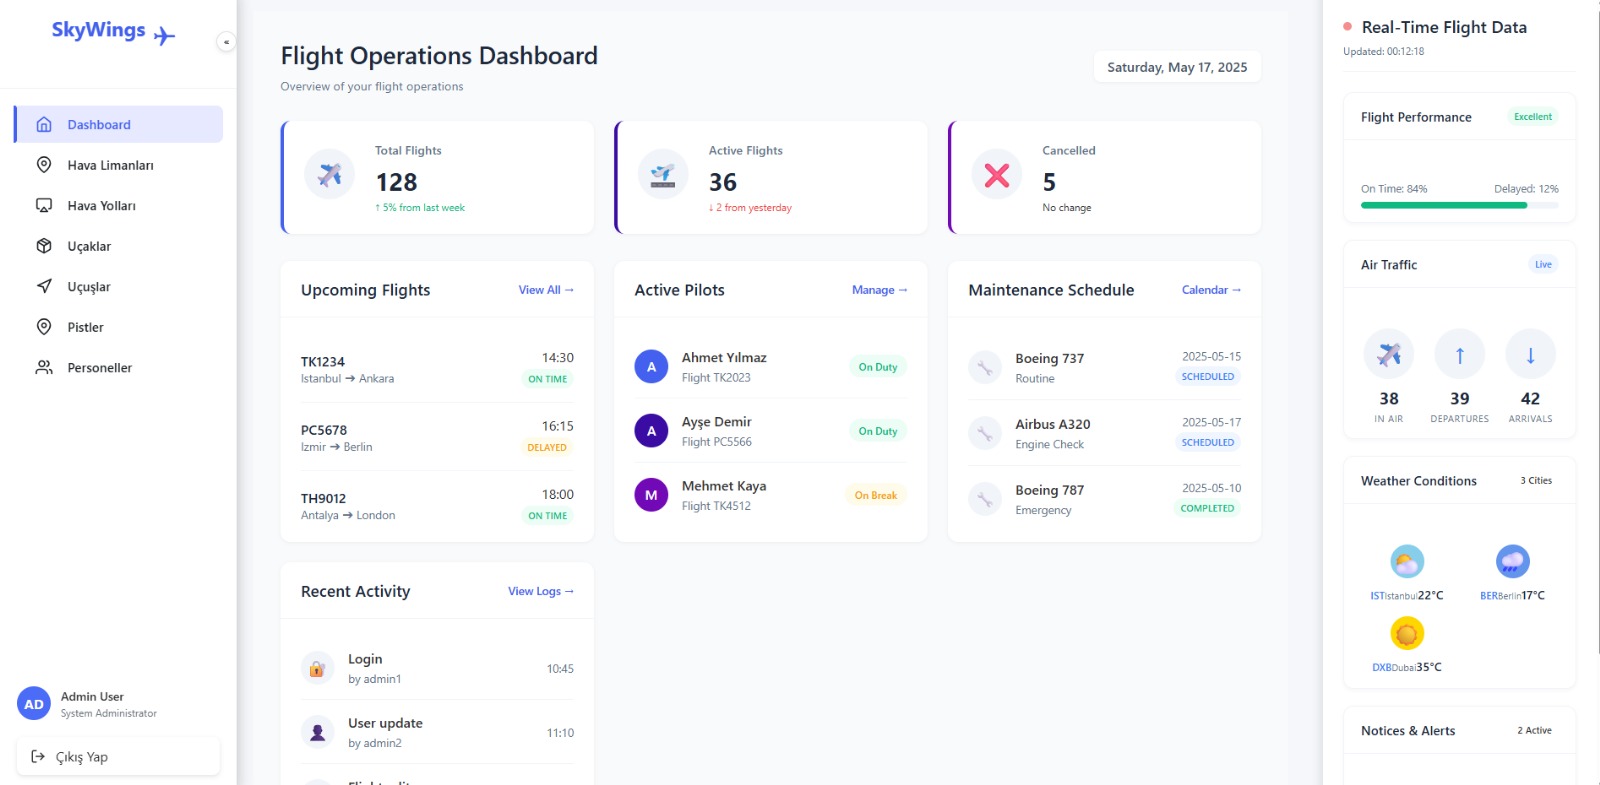 SkyWings
«
Dashboard
Hava Limanları
Hava Yolları
Uçaklar
Uçuşlar
Pistler
Personeller
AD
Admin User
System Administrator
Çıkış Yap
Flight Operations Dashboard
Overview of your flight operations
Saturday, May 17, 2025
Total Flights
128
↑ 5% from last week
Active Flights
36
↓ 2 from yesterday
Cancelled
5
No change
Upcoming Flights
View All →
TK1234
14:30
Istanbul → Ankara
ON TIME
PC5678
16:15
Izmir → Berlin
DELAYED
TH9012
18:00
Antalya → London
ON TIME
Active Pilots
Manage →
A
Ahmet Yılmaz
Flight TK2023
On Duty
A
Ayşe Demir
Flight PC5566
On Duty
M
Mehmet Kaya
Flight TK4512
On Break
Maintenance Schedule
Calendar →
Boeing 737
2025-05-15
Routine
SCHEDULED
Airbus A320
2025-05-17
Engine Check
SCHEDULED
Boeing 787
2025-05-10
Emergency
COMPLETED
Recent Activity
View Logs →
Login
by admin1
10:45
User update
by admin2
11:10
Real-Time Flight Data
Updated: 00:12:18
Flight Performance
Excellent
On Time: 84%
Delayed: 12%
Air Traffic
Live
↑
↓
38
39
42
IN AIR
DEPARTURES
ARRIVALS
Weather Conditions
3 Cities
ISTIstanbul22°C
BERBerlin17°C
DXBDubai35°C
Notices & Alerts
2 Active